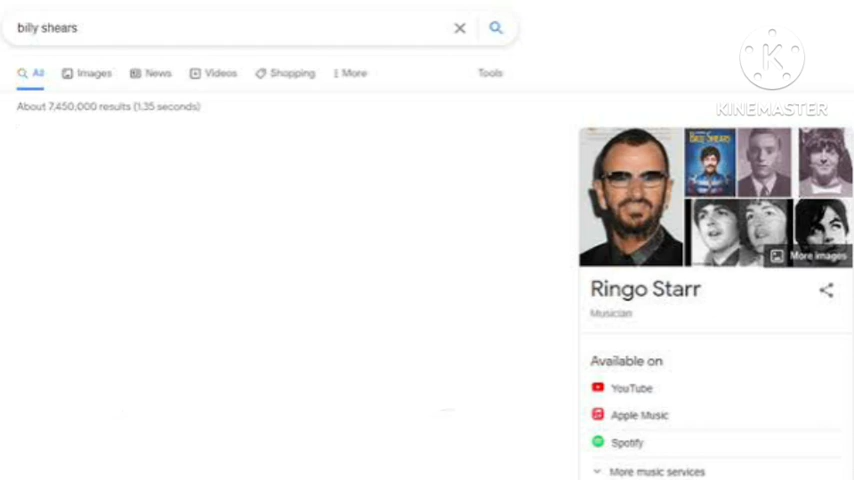 billy shears
All Images News Videos Shopping More Tools
KINEMASTER
About 7,450,000 results (1.35 seconds)
BILLY SHEARS
More images
Ringo Starr
Musician
Available on
YouTube
Apple Music
Spotify
More music services